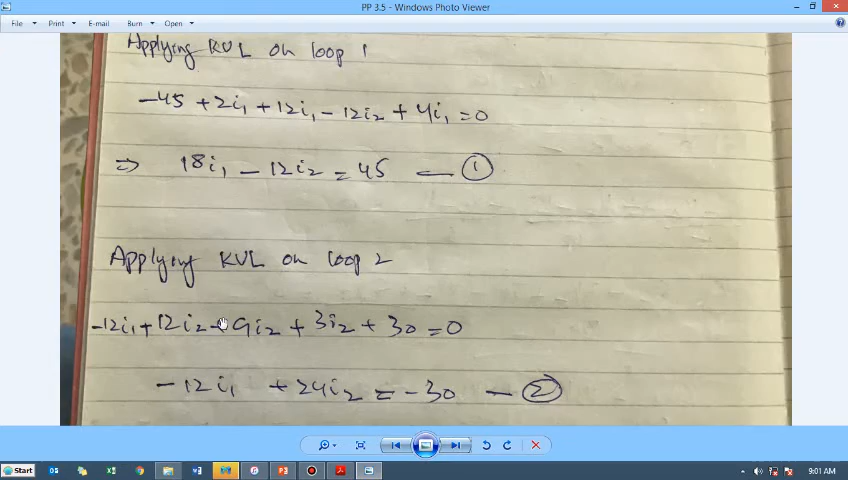 PP 3.5 - Windows Photo Viewer
File Print E-mail Burn Open
Applying KVL on loop 1
-45 + 2i₁ + 12i₁ - 12i₂ + 4i₁ = 0
⇒ 18i₁ - 12i₂ = 45 — ①
Applying KVL on loop 2
-12i₁ + 12i₂ + 9i₂ + 3i₂ + 30 = 0
-12i₁ + 24i₂ = -30 — ②
Start
9:01 AM